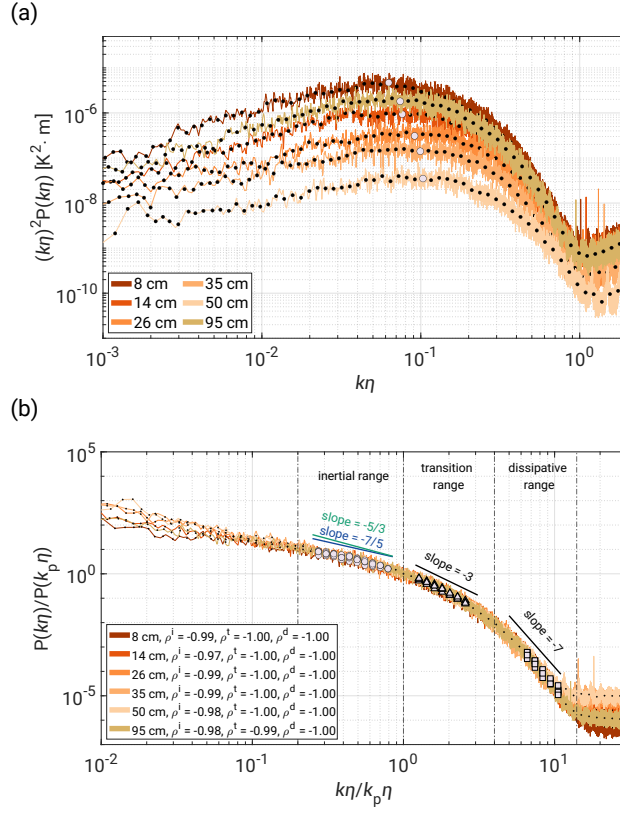 (a)
(kη)²P(kη) [K²· m]
10⁻⁶
10⁻⁸
10⁻¹⁰
8 cm
14 cm
26 cm
35 cm
50 cm
95 cm
10⁻³
10⁻²
10⁻¹
10⁰
kη
(b)
P(kη)/P(kₚη)
10⁵
10⁰
10⁻⁵
inertial range
transition
range
dissipative
range
slope = -5/3
slope = -7/5
slope = -3
slope = -7
8 cm, ρⁱ = -0.99, ρᵗ = -1.00, ρᵈ = -1.00
14 cm, ρⁱ = -0.97, ρᵗ = -1.00, ρᵈ = -1.00
26 cm, ρⁱ = -0.99, ρᵗ = -1.00, ρᵈ = -1.00
35 cm, ρⁱ = -0.99, ρᵗ = -1.00, ρᵈ = -1.00
50 cm, ρⁱ = -0.98, ρᵗ = -1.00, ρᵈ = -1.00
95 cm, ρⁱ = -0.98, ρᵗ = -0.99, ρᵈ = -1.00
10⁻²
10⁻¹
10⁰
10¹
kη/kₚη